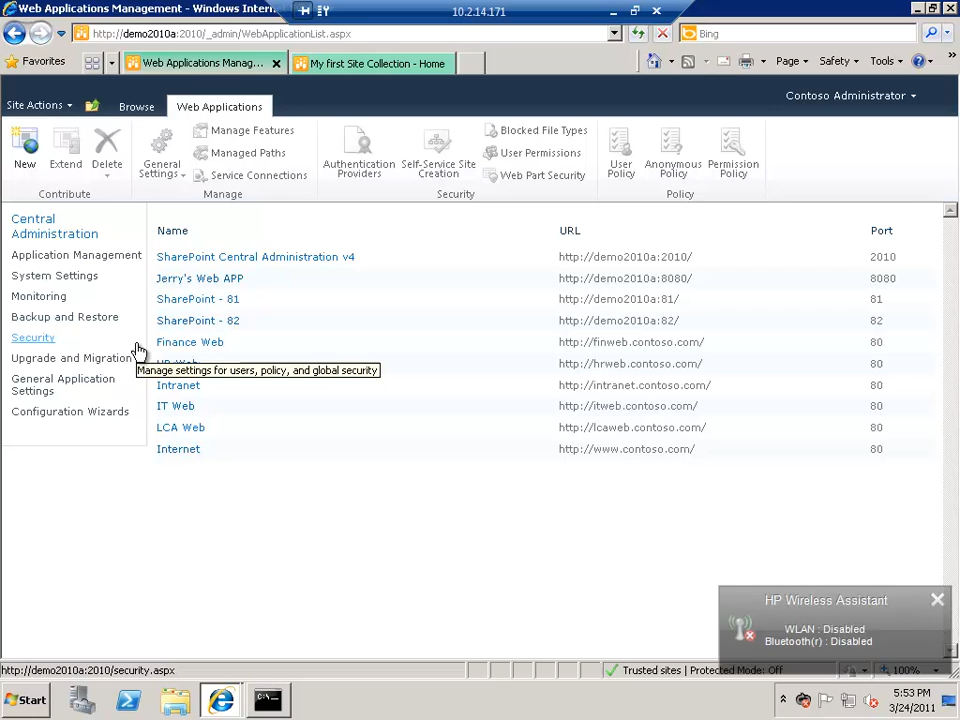 Web Applications Management - Windows Intern
10.2.14.171
http://demo2010a:2010/_admin/WebApplicationList.aspx
Bing
Favorites
Web Applications Manag...
My first Site Collection - Home
Page
Safety
Tools
Site Actions
Browse
Web Applications
Contoso Administrator
New
Extend
Delete
General Settings
Manage Features
Managed Paths
Service Connections
Authentication Providers
Self-Service Site Creation
Blocked File Types
User Permissions
Web Part Security
User Policy
Anonymous Policy
Permission Policy
Contribute
Manage
Security
Policy
Central Administration
Application Management
System Settings
Monitoring
Backup and Restore
Security
Upgrade and Migration
General Application Settings
Configuration Wizards
Name URL Port
SharePoint Central Administration v4 http://demo2010a:2010/ 2010
Jerry's Web APP http://demo2010a:8080/ 8080
SharePoint - 81 http://demo2010a:81/ 81
SharePoint - 82 http://demo2010a:82/ 82
Finance Web http://finweb.contoso.com/ 80
HR Web http://hrweb.contoso.com/ 80
Manage settings for users, policy, and global security
Intranet http://intranet.contoso.com/ 80
IT Web http://itweb.contoso.com/ 80
LCA Web http://lcaweb.contoso.com/ 80
Internet http://www.contoso.com/ 80
HP Wireless Assistant
WLAN : Disabled
Bluetooth(r) : Disabled
http://demo2010a:2010/security.aspx
Trusted sites | Protected Mode: Off
100%
Start
5:53 PM
3/24/2011